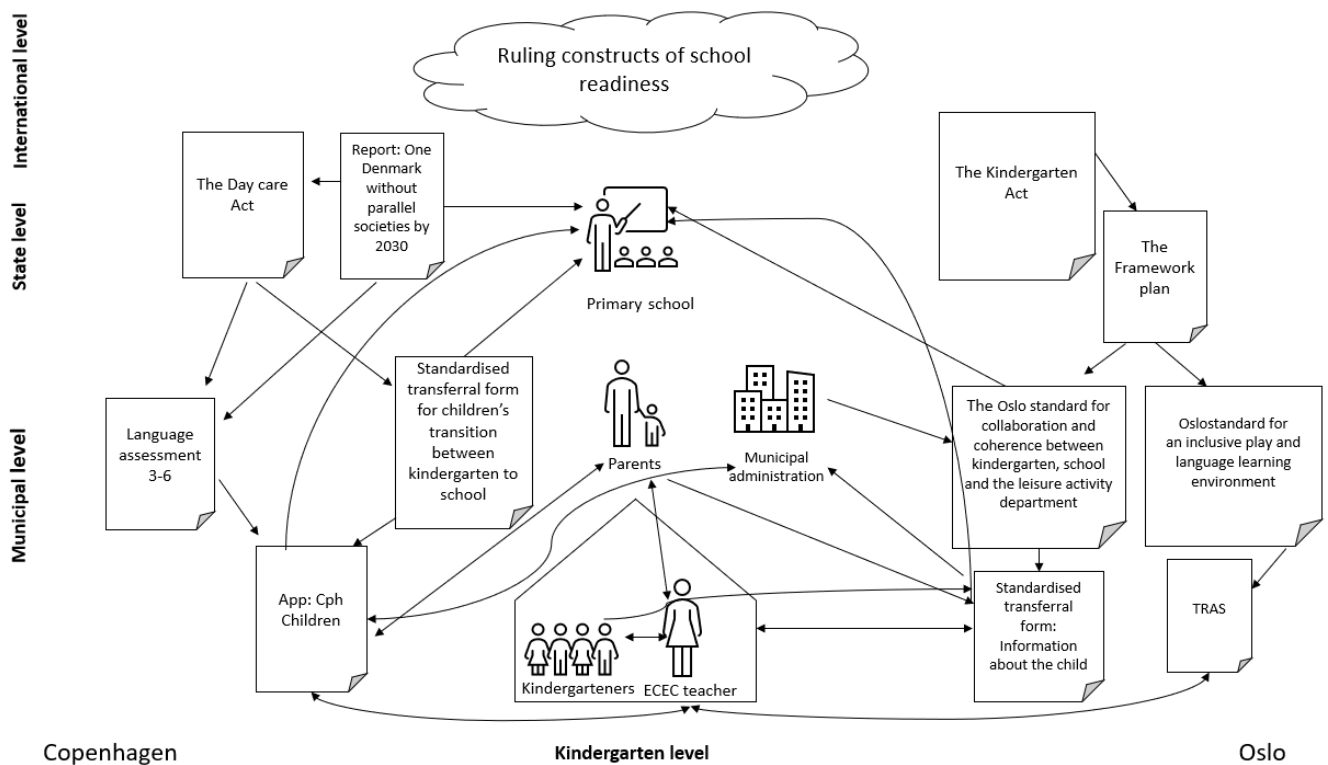 International level
Ruling constructs of school
readiness
State level
The Day care
Act
Report: One
Denmark
without
parallel
societies by
2030
Primary school
The Kindergarten
Act
The
Framework
plan
Municipal level
Language
assessment
3-6
Standardised
transferral form
for children's
transition
between
kindergarten to
school
Parents
Municipal
administration
The Oslo standard for
collaboration and
coherence between
kindergarten, school
and the leisure activity
department
Oslostandard for
an inclusive play and
language learning
environment
App: Cph
Children
Kindergarteners
ECEC teacher
Standardised
transferral
form:
Information
about the child
TRAS
Copenhagen
Kindergarten level
Oslo